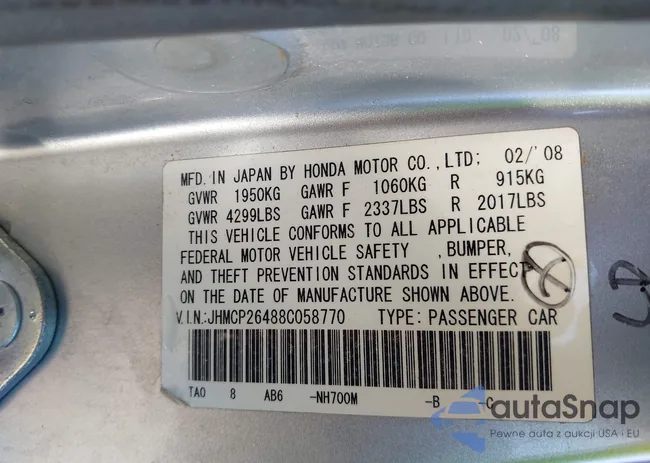 02/'08
MFD. IN JAPAN BY HONDA MOTOR CO., LTD; 02/'08
GVWR 1950KG GAWR F 1060KG R 915KG
GVWR 4299LBS GAWR F 2337LBS R 2017LBS
THIS VEHICLE CONFORMS TO ALL APPLICABLE
FEDERAL MOTOR VEHICLE SAFETY , BUMPER,
AND THEFT PREVENTION STANDARDS IN EFFECT
ON THE DATE OF MANUFACTURE SHOWN ABOVE.
V.I.N:JHMCP26488C058770 TYPE: PASSENGER CAR
TA0 8 AB6 -NH700M -B -C
autaSnap
Pewne auta z aukcji USA i EU